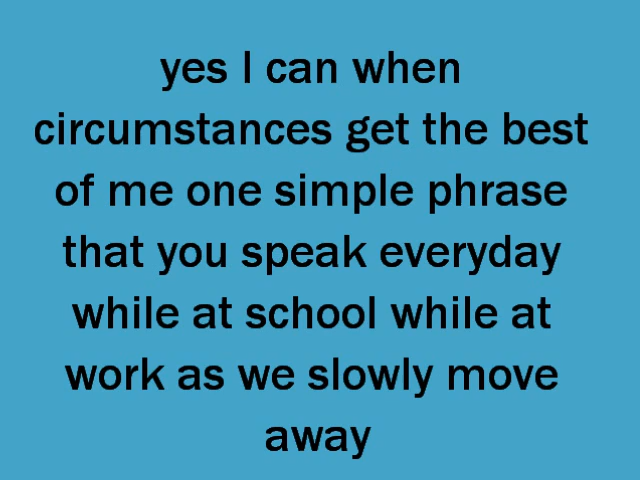 yes I can when
circumstances get the best
of me one simple phrase
that you speak everyday
while at school while at
work as we slowly move
away